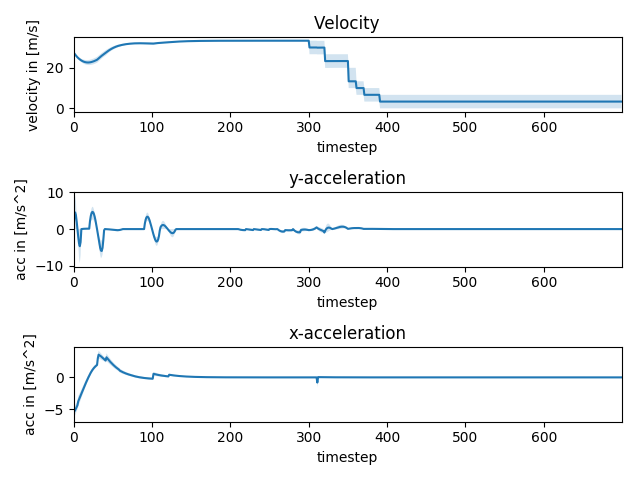 Velocity
velocity in [m/s]
20
0
0 100 200 300 400 500 600
timestep
y-acceleration
acc in [m/s^2]
10
0
−10
0 100 200 300 400 500 600
timestep
x-acceleration
acc in [m/s^2]
0
−5
0 100 200 300 400 500 600
timestep